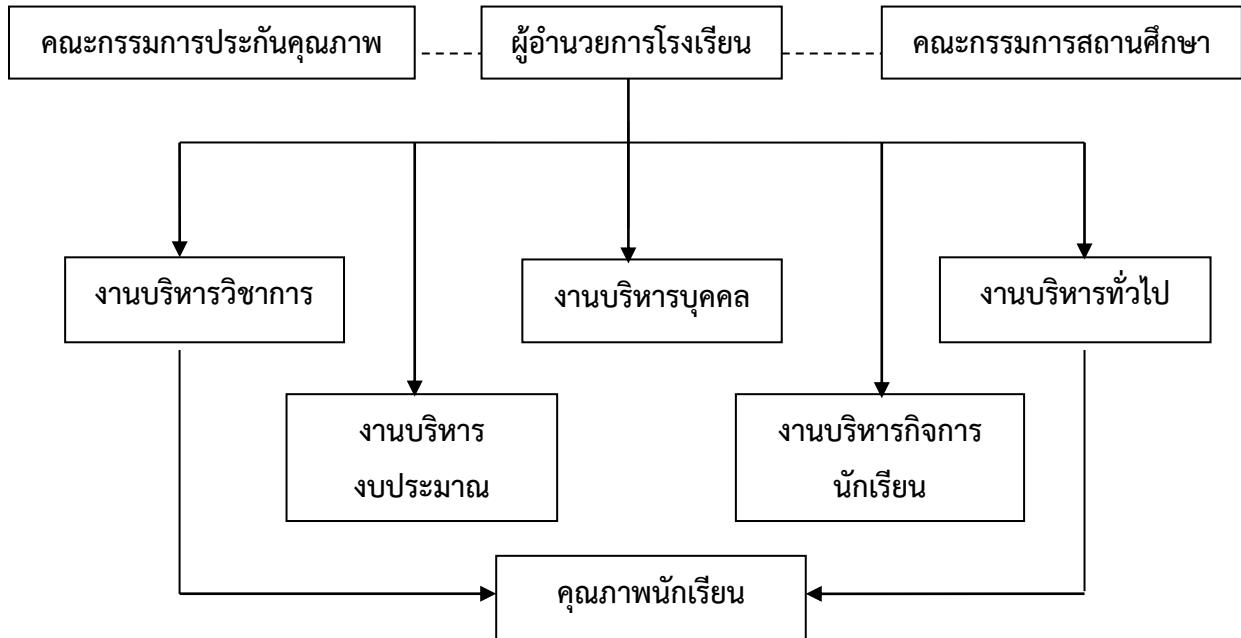 คณะกรรมการประกันคุณภาพ
ผู้อำนวยการโรงเรียน
คณะกรรมการสถานศึกษา
งานบริหารวิชาการ
งานบริหารบุคคล
งานบริหารทั่วไป
งานบริหาร
งบประมาณ
งานบริหารกิจการ
นักเรียน
คุณภาพนักเรียน